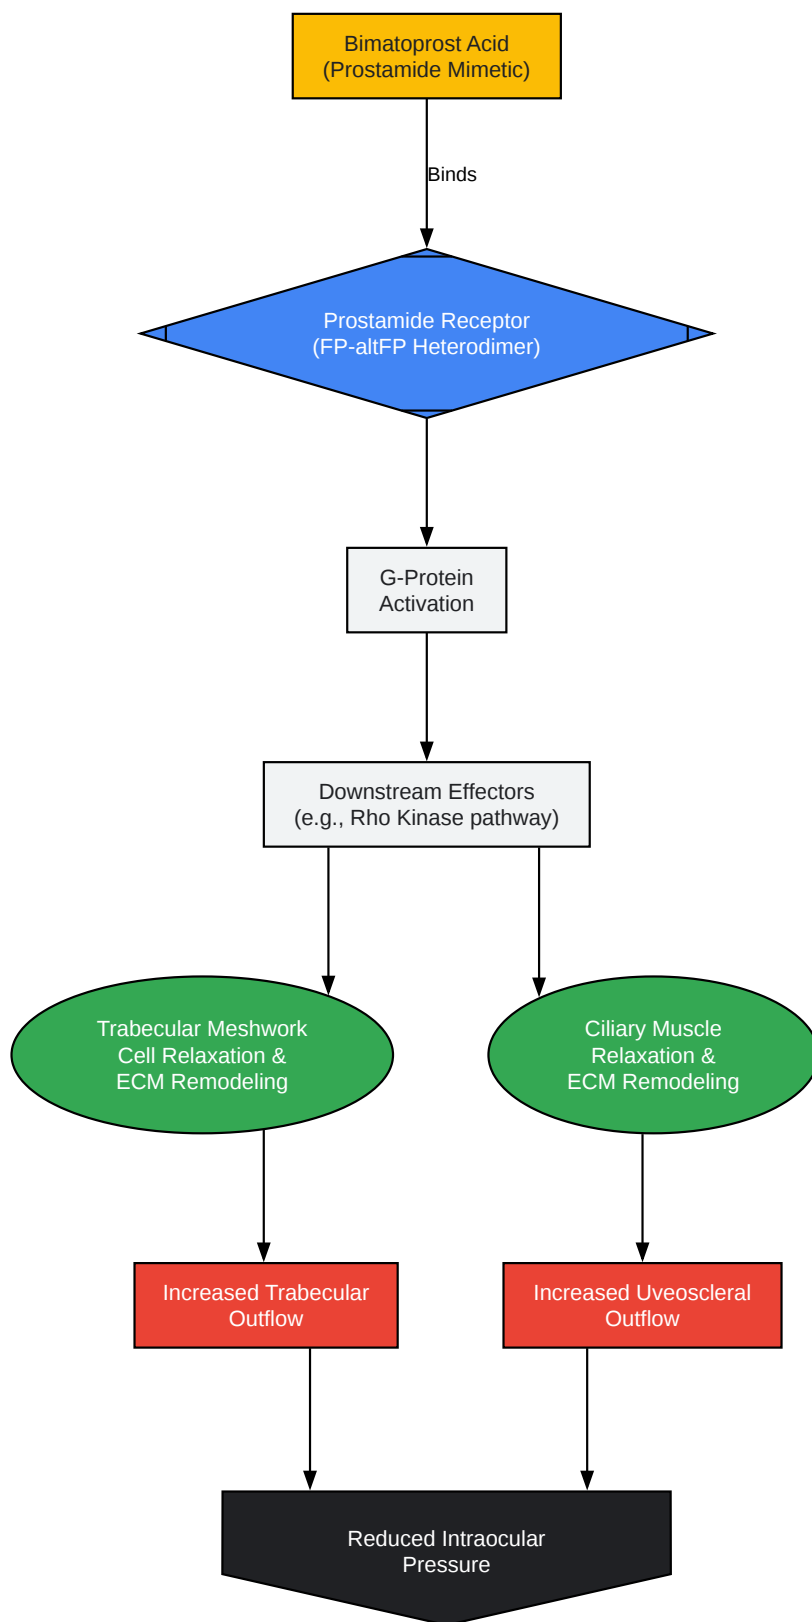 Bimatoprost Acid
(Prostamide Mimetic)
Binds
Prostamide Receptor
(FP-altFP Heterodimer)
G-Protein
Activation
Downstream Effectors
(e.g., Rho Kinase pathway)
Trabecular Meshwork
Cell Relaxation &
ECM Remodeling
Ciliary Muscle
Relaxation &
ECM Remodeling
Increased Trabecular
Outflow
Increased Uveoscleral
Outflow
Reduced Intraocular
Pressure